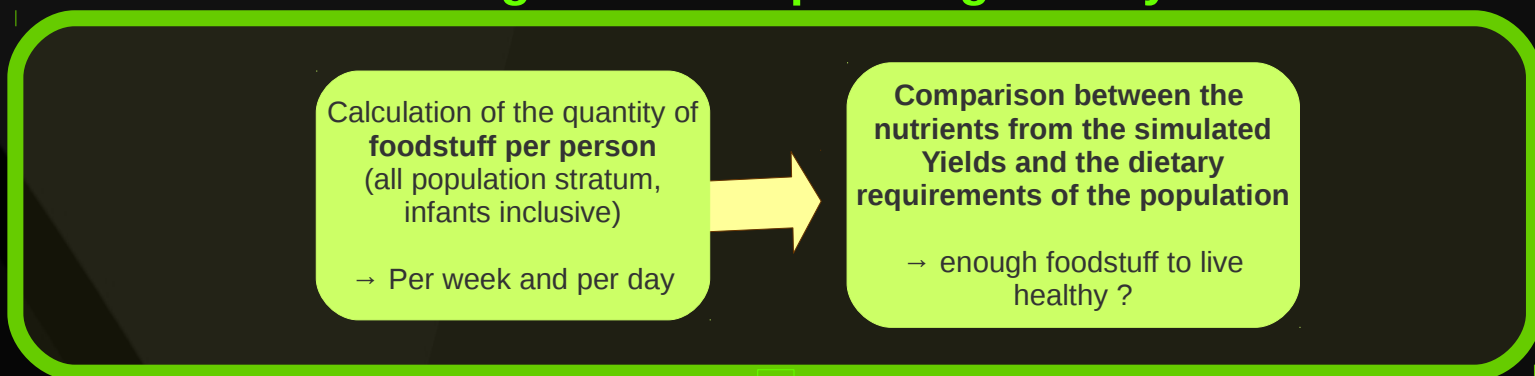 Calculation of the quantity of
foodstuff per person
(all population stratum,
infants inclusive)
→ Per week and per day
Comparison between the
nutrients from the simulated
Yields and the dietary
requirements of the population
→ enough foodstuff to live
healthy ?